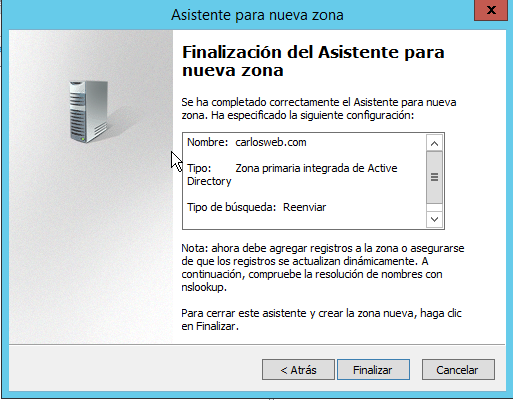 Asistente para nueva zona
x
Finalización del Asistente para
nueva zona
Se ha completado correctamente el Asistente para nueva
zona. Ha especificado la siguiente configuración:
Nombre: carlosweb.com
Tipo: Zona primaria integrada de Active
Directory
Tipo de búsqueda: Reenviar
Nota: ahora debe agregar registros a la zona o asegurarse
de que los registros se actualizan dinámicamente. A
continuación, compruebe la resolución de nombres con
nslookup.
Para cerrar este asistente y crear la zona nueva, haga clic
en Finalizar.
< Atrás Finalizar Cancelar